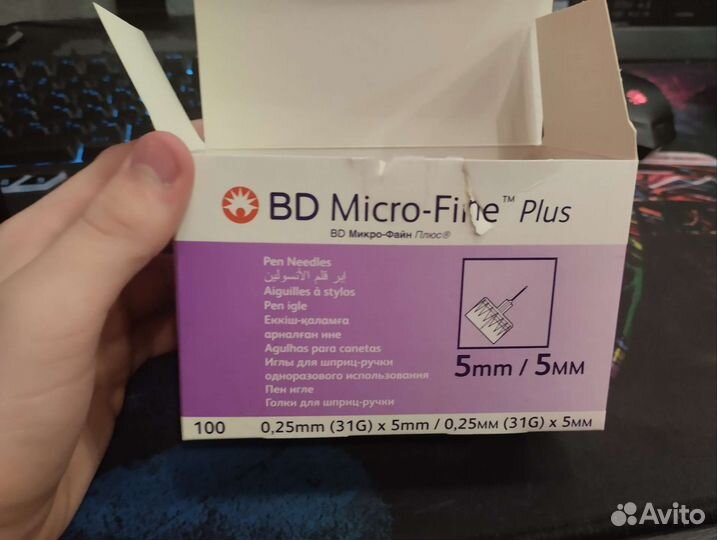 BD Micro-Fine™ Plus
BD Микро-Файн Плюс®
Pen Needles
إبر قلم الأنسولين
Aiguilles à stylos
Pen igle
Еккіш-қаламға
арналған ине
Agulhas para canetas
Иглы для шприц-ручки
одноразового использования
Пен игле
Голки для шприц-ручки
5mm / 5мм
100 0,25mm (31G) x 5mm / 0,25мм (31G) x 5мм
Avito